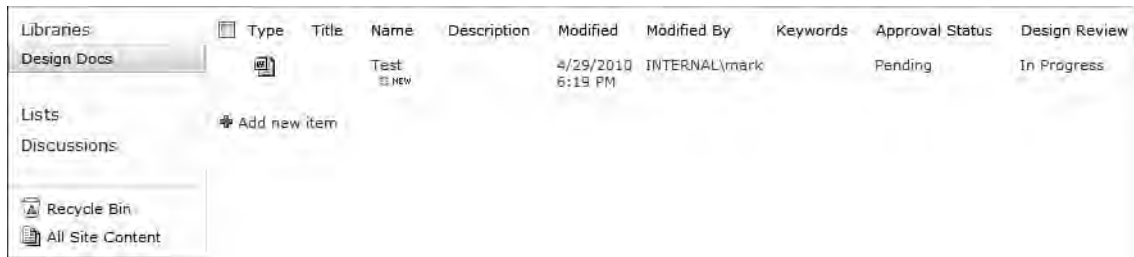 Libraries
Design Docs
Lists
Discussions
Recycle Bin
All Site Content
Type Title Name Description Modified Modified By Keywords Approval Status Design Review
Test 4/29/2010 INTERNAL\mark Pending In Progress
NEW 6:19 PM
Add new item